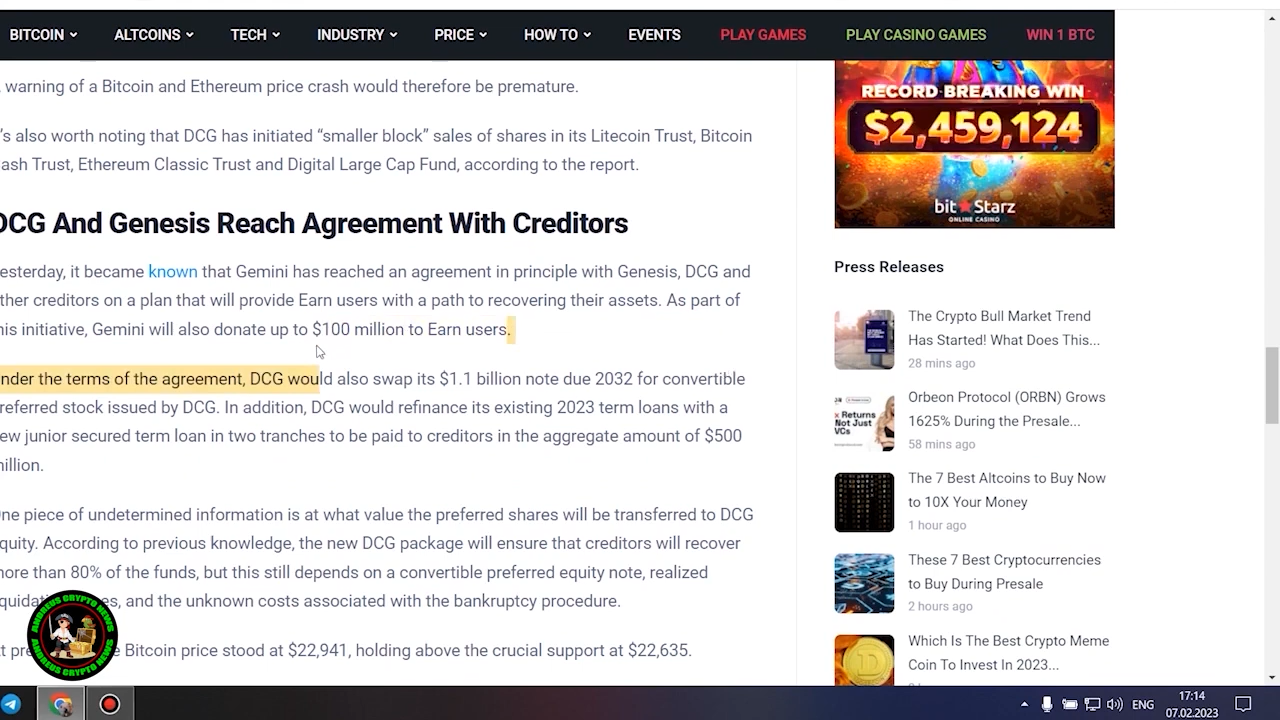 BITCOIN ALTCOINS TECH INDUSTRY PRICE HOW TO EVENTS PLAY GAMES PLAY CASINO GAMES WIN 1 BTC
warning of a Bitcoin and Ethereum price crash would therefore be premature.
's also worth noting that DCG has initiated “smaller block” sales of shares in its Litecoin Trust, Bitcoin
ash Trust, Ethereum Classic Trust and Digital Large Cap Fund, according to the report.
DCG And Genesis Reach Agreement With Creditors
esterday, it became known that Gemini has reached an agreement in principle with Genesis, DCG and
ther creditors on a plan that will provide Earn users with a path to recovering their assets. As part of
his initiative, Gemini will also donate up to $100 million to Earn users.
nder the terms of the agreement, DCG would also swap its $1.1 billion note due 2032 for convertible
referred stock issued by DCG. In addition, DCG would refinance its existing 2023 term loans with a
ew junior secured term loan in two tranches to be paid to creditors in the aggregate amount of $500
illion.
ne piece of undetermined information is at what value the preferred shares will be transferred to DCG
quity. According to previous knowledge, the new DCG package will ensure that creditors will recover
ore than 80% of the funds, but this still depends on a convertible preferred equity note, realized
and the unknown costs associated with the bankruptcy procedure.
Bitcoin price stood at $22,941, holding above the crucial support at $22,635.
RECORD BREAKING WIN
$2,459,124
bitStarz
ONLINE CASINO
Press Releases
The Crypto Bull Market Trend
Has Started! What Does This...
28 mins ago
Returns
Not Just
VCs
Orbeon Protocol (ORBN) Grows
1625% During the Presale...
58 mins ago
The 7 Best Altcoins to Buy Now
to 10X Your Money
1 hour ago
These 7 Best Cryptocurrencies
to Buy During Presale
2 hours ago
Which Is The Best Crypto Meme
Coin To Invest In 2023...
ANDREUS CRYPTO NEWS
ANDREUS CRYPTO NEWS
ENG
17:14
07.02.2023